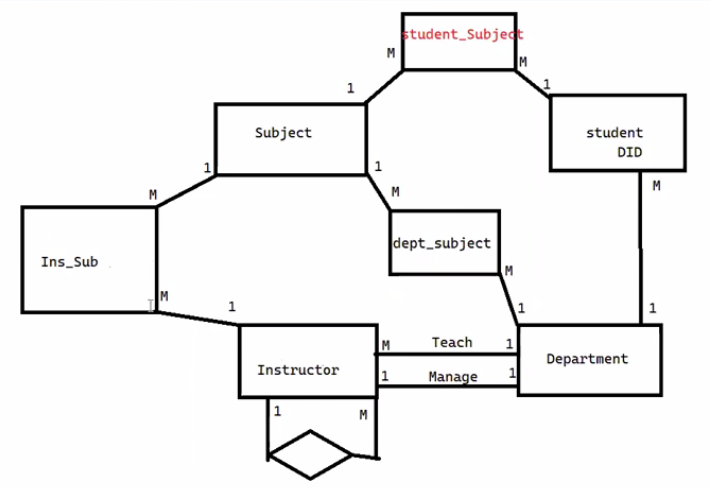 student_Subject
M
M
1
1
Subject
student
DID
1
1
M
M
M
dept_subject
Ins_Sub
M
M
1
1
1
M
Teach
1
Department
Instructor
1
Manage
1
1
M